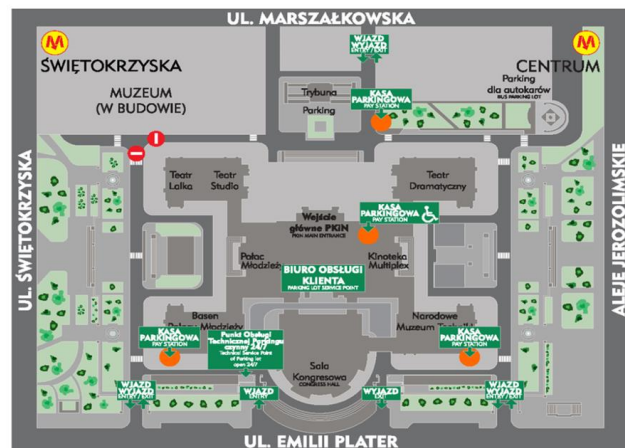 UL. MARSZAŁKOWSKA
M
M
WJAZD
WYJAZD
ENTRY / EXIT
ŚWIĘTOKRZYSKA
CENTRUM
MUZEUM
(W BUDOWIE)
Parking
dla autokarów
BUS PARKING LOT
Trybuna
Parking
KASA
PARKINGOWA
PAY STATION
UL. ŚWIĘTOKRZYSKA
ALEJE JEROZOLIMSKIE
Teatr
Lalka
Teatr
Studio
Teatr
Dramatyczny
Wejście
główne PKiN
PKiN MAIN ENTRANCE
KASA
PARKINGOWA
PAY STATION
Pałac
Młodzieży
Kinoteka
Multiplex
BIURO OBSŁUGI
KLIENTA
PARKING LOT SERVICE POINT
Basen
Pałacu Młodzieży
Narodowe
Muzeum Techniki
KASA
PARKINGOWA
PAY STATION
Punkt Obsługi
Technicznej Parkingu
czynny 24/7
Technical Service Point
of Parking lot
open 24/7
KASA
PARKINGOWA
PAY STATION
Sala
Kongresowa
CONGRESS HALL
WJAZD
WYJAZD
ENTRY / EXIT
WJAZD
ENTRY
WJAZD
WYJAZD
ENTRY / EXIT
UL. EMILII PLATER